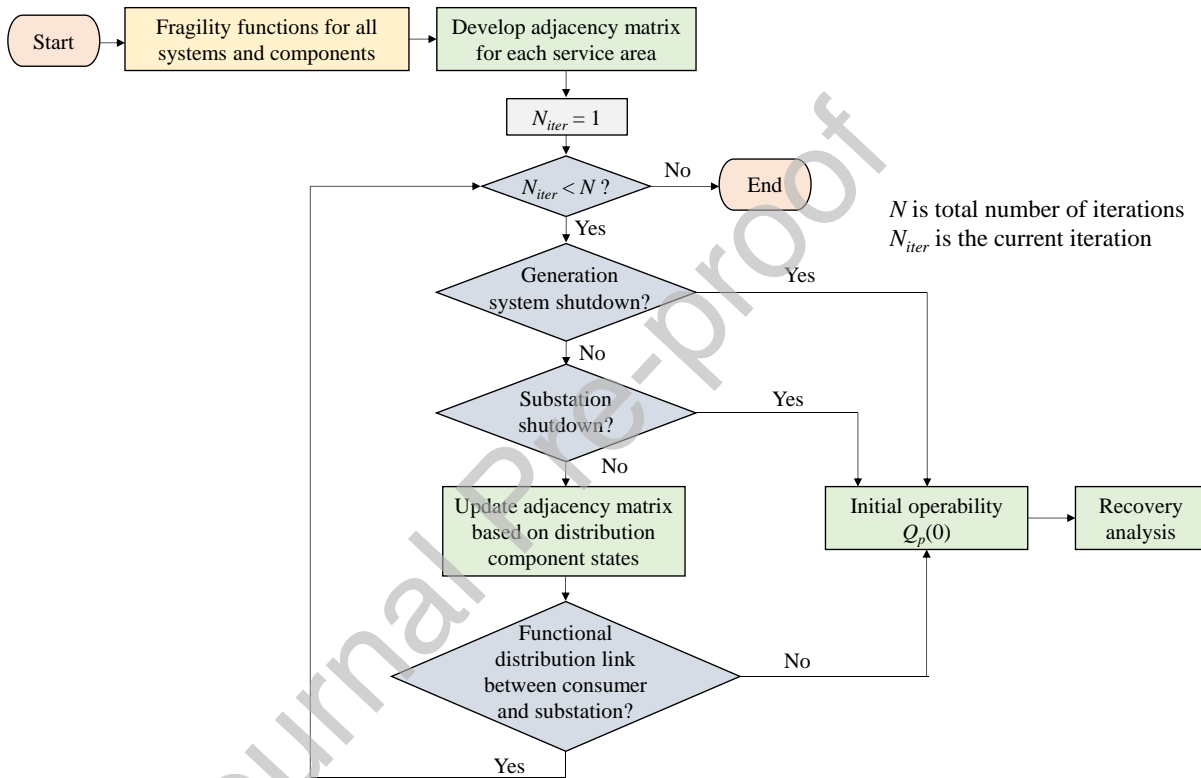 Start
Fragility functions for all
systems and components
Develop adjacency matrix
for each service area
N_iter = 1
N_iter < N ?
No
End
N is total number of iterations
N_iter is the current iteration
Yes
Generation
system shutdown?
Yes
No
Substation
shutdown?
Yes
No
Update adjacency matrix
based on distribution
component states
Initial operability
Q_p(0)
Recovery
analysis
Functional
distribution link
between consumer
and substation?
No
Yes
Journal Pre-proof